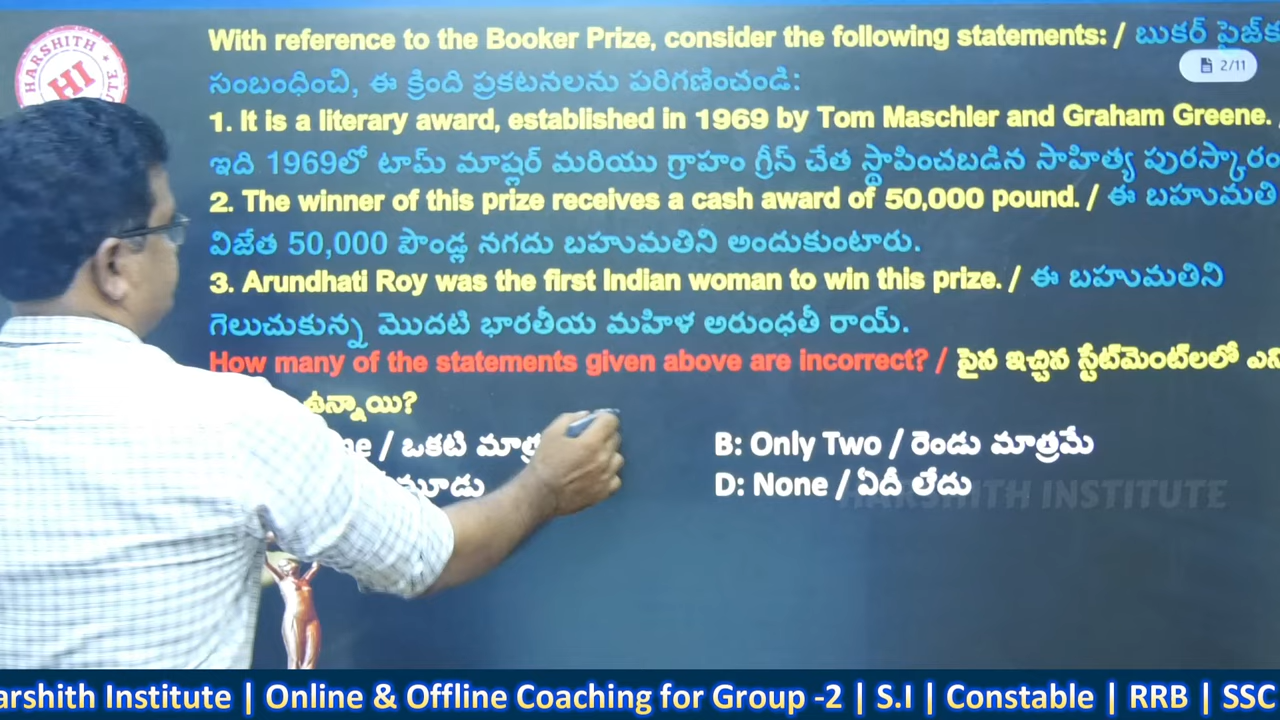 HARSHITH
HI
2/11
With reference to the Booker Prize, consider the following statements: / బుకర్ ప్రైజ్‌కు
సంబంధించి, ఈ క్రింది ప్రకటనలను పరిగణించండి:
1. It is a literary award, established in 1969 by Tom Maschler and Graham Greene.
ఇది 1969లో టామ్ మాష్లర్ మరియు గ్రాహం గ్రీస్ చేత స్థాపించబడిన సాహిత్య పురస్కారం
2. The winner of this prize receives a cash award of 50,000 pound. / ఈ బహుమతి
విజేత 50,000 పౌండ్ల నగదు బహుమతిని అందుకుంటారు.
3. Arundhati Roy was the first Indian woman to win this prize. / ఈ బహుమతిని
గెలుచుకున్న మొదటి భారతీయ మహిళ అరుంధతీ రాయ్.
How many of the statements given above are incorrect? / పైన ఇచ్చిన స్టేట్‌మెంట్‌లలో
ఉన్నాయి?
/ ఒకటి B: Only Two / రెండు మాత్రమే
మూడు D: None / ఏదీ లేదు
HARSHITH INSTITUTE
arshith Institute | Online & Offline Coaching for Group -2 | S.I | Constable | RRB | SSC